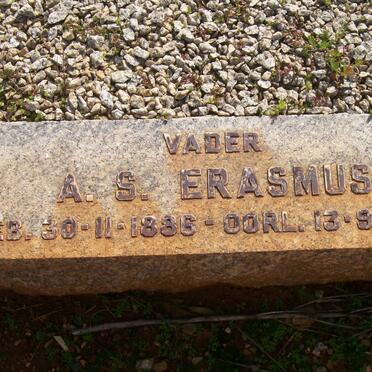 VADER
A. S. ERASMUS
EB. 30-11-1886 - OORL. 13-9